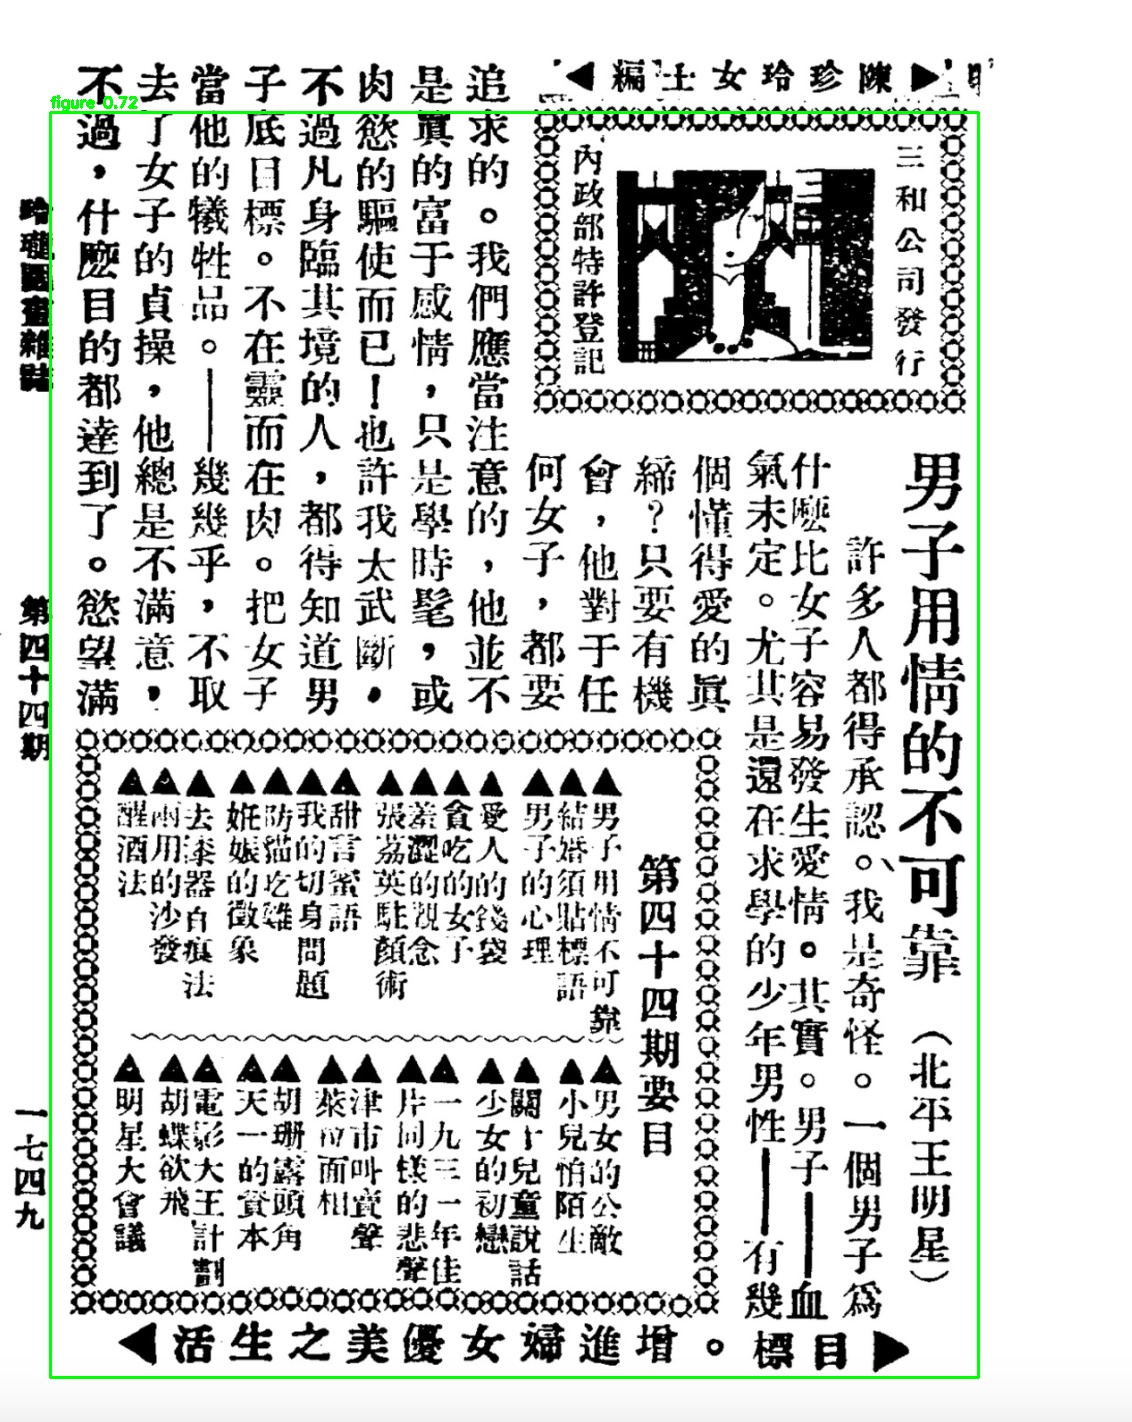 陳珍玲女士編
三和公司發行
內政部特許登記
男子用情的不可靠 (北平王明星)
許多人都得承認。我是奇怪。一個男子爲
什麽比女子容易發生愛情。其實。男子——血
氣未定。尤其是還在求學的少年男性——有幾
個懂得愛的眞
締?只要有機
會,他對于任
何女子,都要
追求的。我們應當注意的,他並不
是眞的富于感情,只是學時髦,或
肉慾的驅使而已!也許我太武斷,
不過凡身臨其境的人,都得知道男
子底目標。不在靈而在肉。把女子
當他的犧牲品。——幾幾乎,不取
去了女子的貞操,他總是不滿意,
不過,什麽目的都達到了。慾望滿
第四十四期要目
▲男子用情不可靠
▲結婚須貼標語
▲男子的心理
▲愛人的錢袋
▲貪吃的女子
▲羞澀的觀念
▲張荔英駐顏術
▲甜言蜜語
▲我的切身問題
▲防貓吃雞
▲姙娠的徵象
▲去漆器白痕法
▲兩用的沙發
▲醒酒法
▲男女的公敵
▲小兒怕陌生
▲關于兒童說話
▲少女的初戀
▲一九三一年佳
片同樣的悲聲
▲津市叫賣聲
▲萊拉面相
▲胡珊露頭角
▲天一的資本
▲電影大王計劃
▲胡蝶欲飛
▲明星大會議
目標。增進婦女優美之生活
玲瓏圖畫雜誌
第四十四期
一七四九
figure 0.72